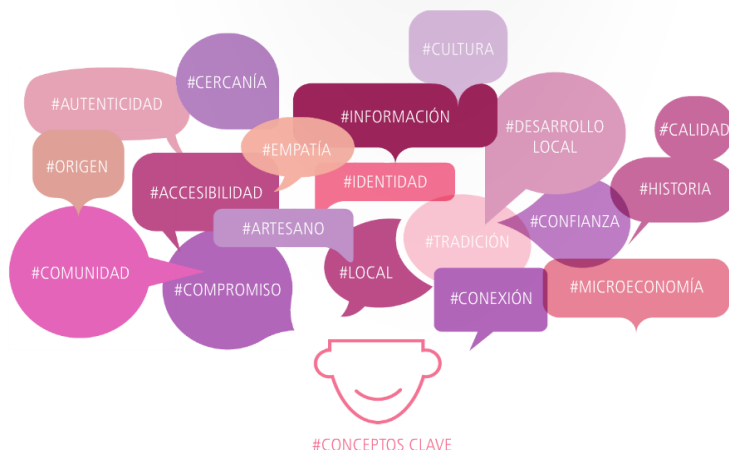 #CULTURA
#CERCANÍA
#AUTENTICIDAD
#INFORMACIÓN
#DESARROLLO
LOCAL
#CALIDAD
#EMPATÍA
#ORIGEN
#ACCESIBILIDAD
#IDENTIDAD
#HISTORIA
#ARTESANO
#TRADICIÓN
#CONFIANZA
#COMUNIDAD
#COMPROMISO
#LOCAL
#CONEXIÓN
#MICROECONOMÍA
#CONCEPTOS CLAVE